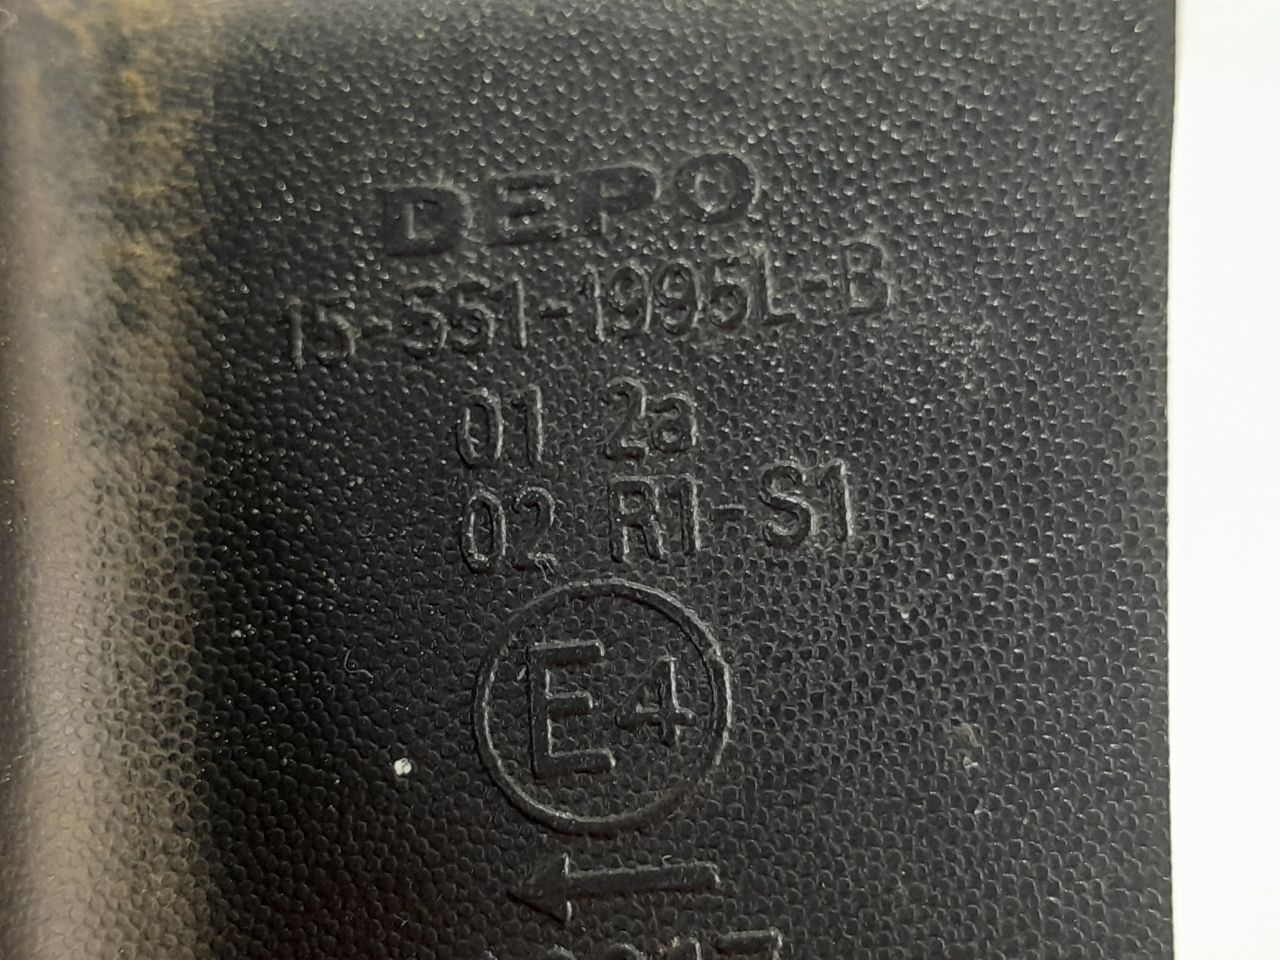 DEPO
15-551-1995L-B
01 2a
02 R1-S1
E4